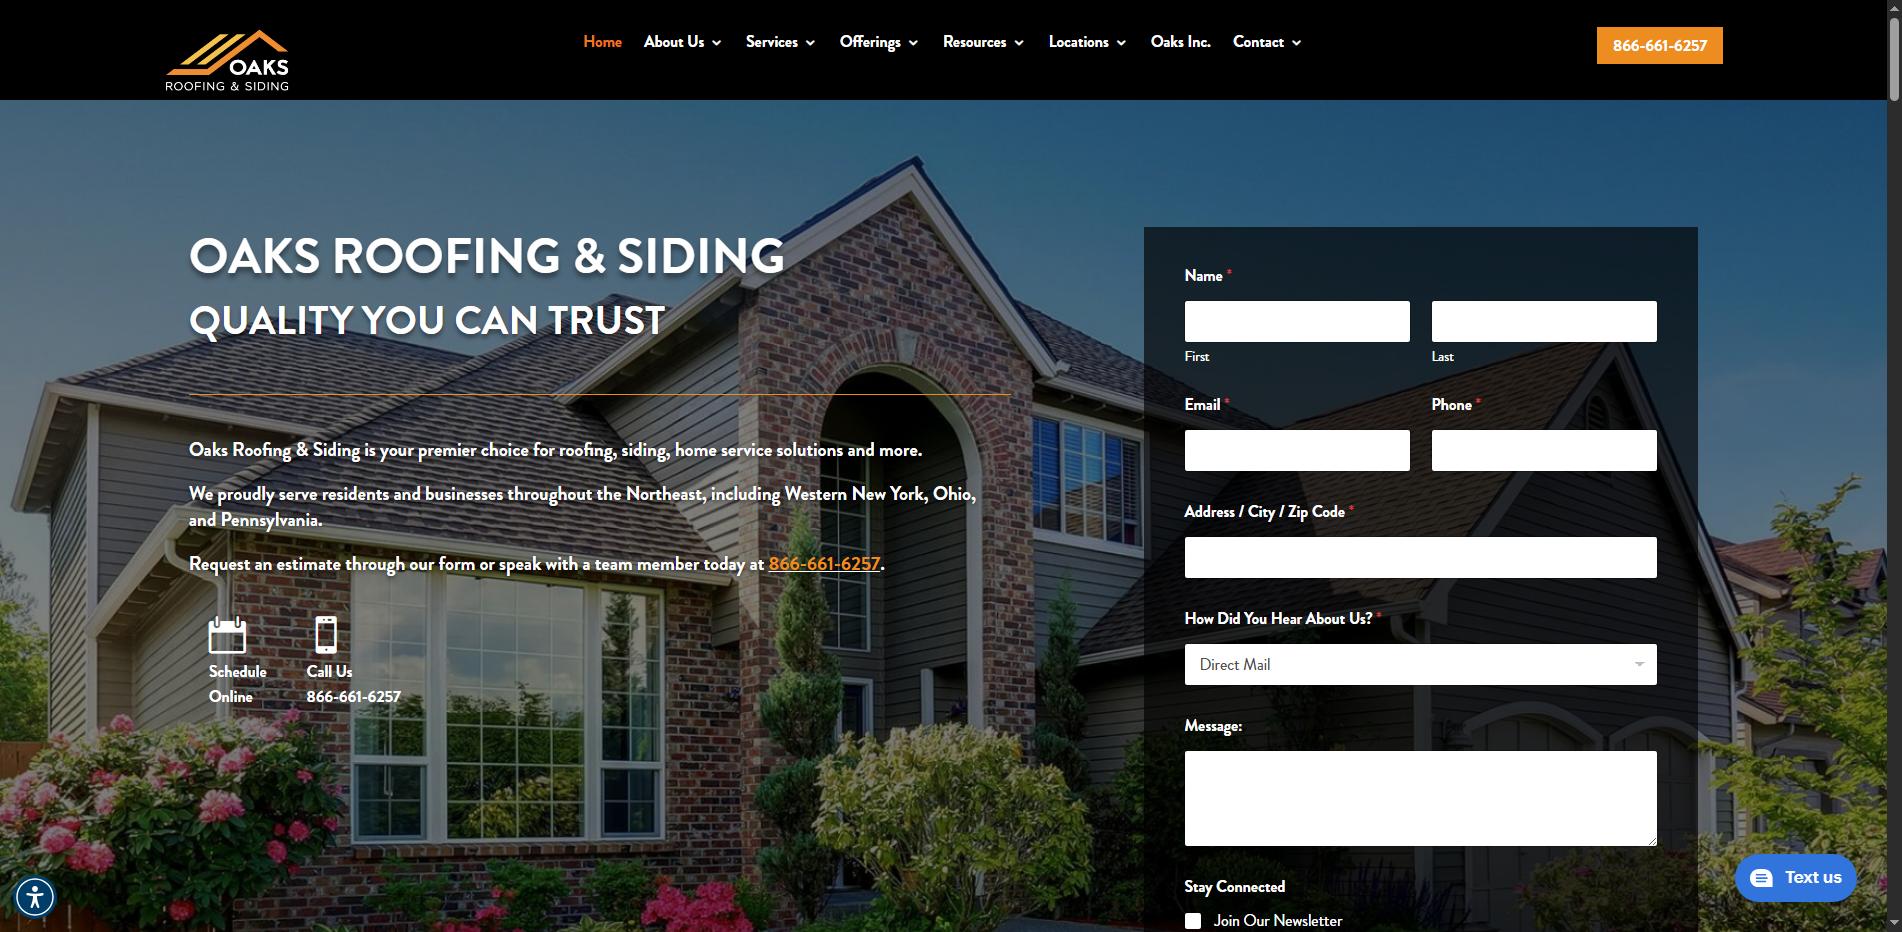 OAKS
ROOFING & SIDING
Home
About Us
Services
Offerings
Resources
Locations
Oaks Inc.
Contact
866-661-6257
OAKS ROOFING & SIDING
QUALITY YOU CAN TRUST
Oaks Roofing & Siding is your premier choice for roofing, siding, home service solutions and more.
We proudly serve residents and businesses throughout the Northeast, including Western New York, Ohio,
and Pennsylvania.
Request an estimate through our form or speak with a team member today at 866-661-6257.
Schedule
Online
Call Us
866-661-6257
Name *
First
Last
Email *
Phone *
Address / City / Zip Code *
How Did You Hear About Us? *
Direct Mail
Message:
Stay Connected
Join Our Newsletter
Text us